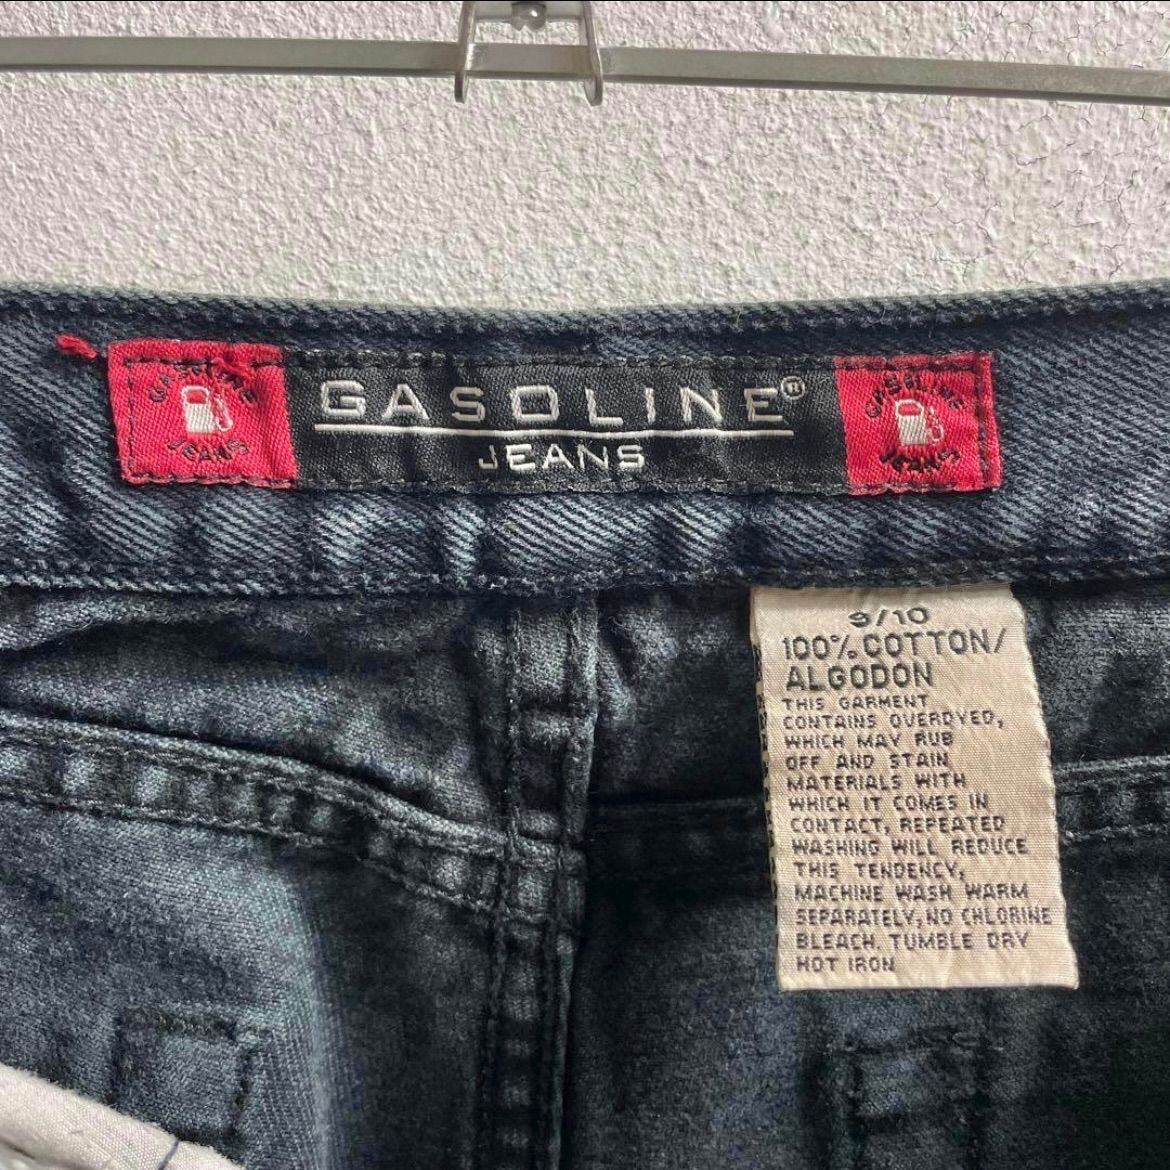 GASOLINE
JEANS
GASOLINE®
JEANS
GASOLINE
JEANS
9/10
100% COTTON/
ALGODON
THIS GARMENT
CONTAINS OVERDYED,
WHICH MAY RUB
OFF AND STAIN
MATERIALS WITH
WHICH IT COMES IN
CONTACT, REPEATED
WASHING WILL REDUCE
THIS TENDENCY,
MACHINE WASH WARM
SEPARATELY, NO CHLORINE
BLEACH. TUMBLE DRY
HOT IRON